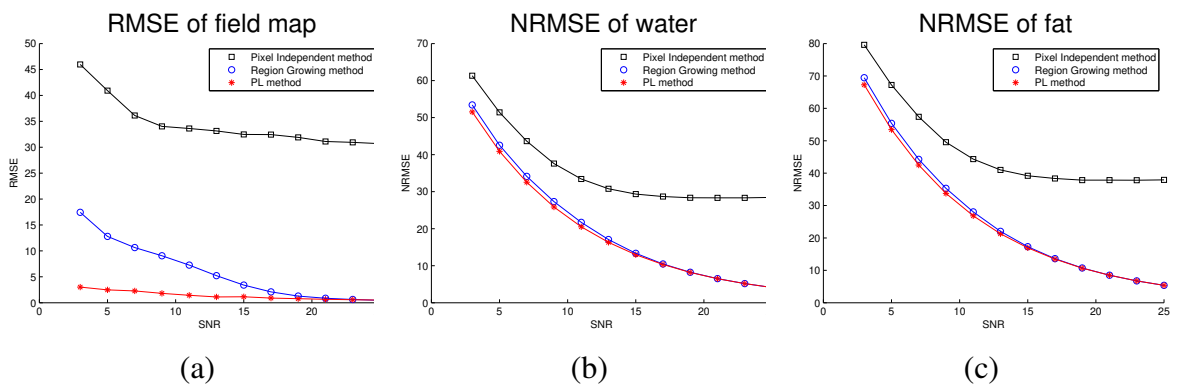 RMSE of field map
50
45
40
35
30
25
20
15
10
5
0
RMSE
0
5
10
15
20
SNR
Pixel Independent method
Region Growing method
PL method
(a)
NRMSE of water
70
60
50
40
30
20
10
0
NRMSE
0
5
10
15
20
SNR
Pixel Independent method
Region Growing method
PL method
(b)
NRMSE of fat
80
70
60
50
40
30
20
10
0
NRMSE
0
5
10
15
20
25
SNR
Pixel Independent method
Region Growing method
PL method
(c)